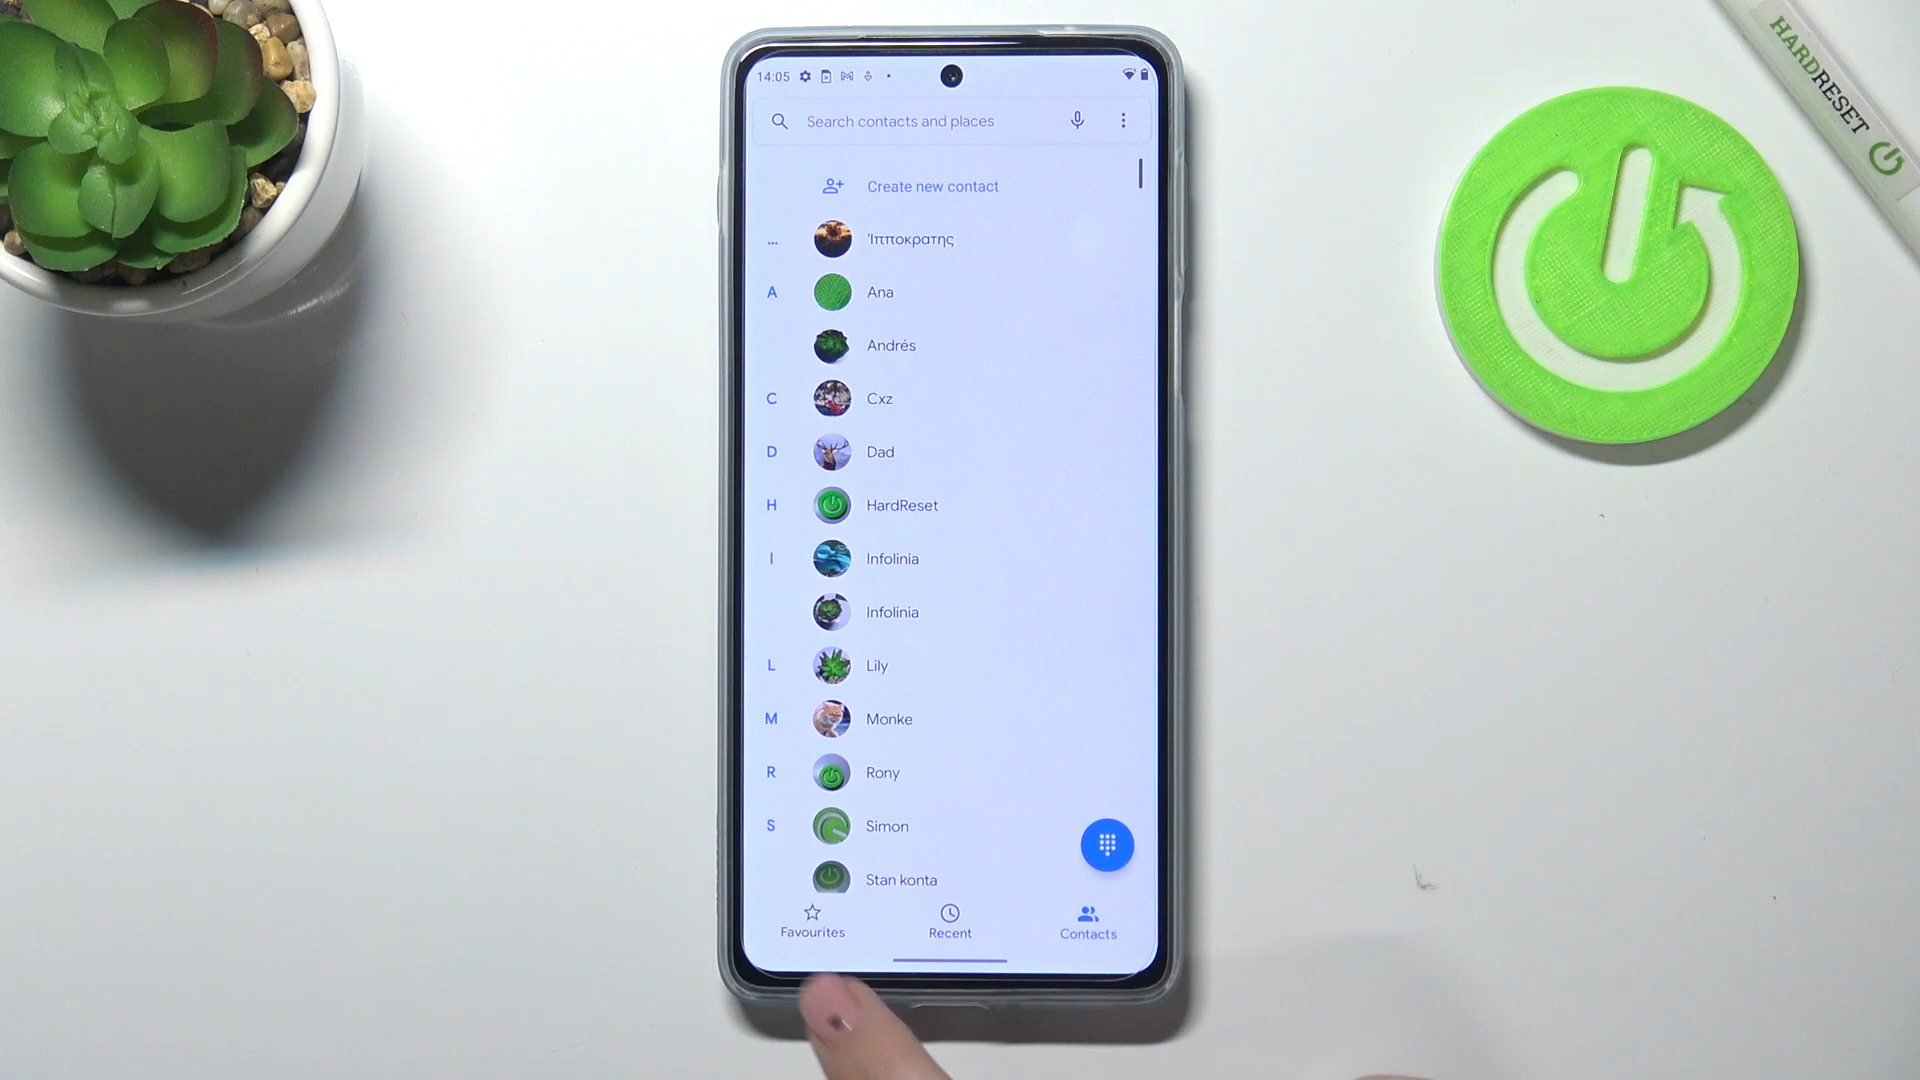 14:05
Search contacts and places
Create new contact
... Ἱπποκρατης
A Ana
Andrés
C Cxz
D Dad
H HardReset
I Infolinia
Infolinia
L Lily
M Monke
R Rony
S Simon
Stan konta
Favourites Recent Contacts
HARDRESET